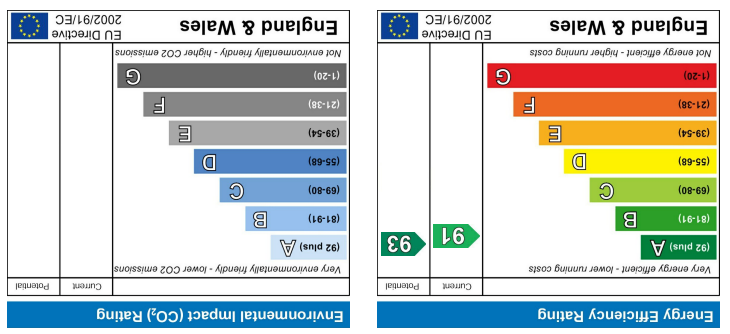 Energy Efficiency Rating
Current Potential
Very energy efficient - lower running costs
(92 plus) A
(81-91) B
(69-80) C
(55-68) D
(39-54) E
(21-38) F
(1-20) G
Not energy efficient - higher running costs
91
93
England & Wales
EU Directive
2002/91/EC
Environmental Impact (CO₂) Rating
Current Potential
Very environmentally friendly - lower CO2 emissions
(92 plus) A
(81-91) B
(69-80) C
(55-68) D
(39-54) E
(21-38) F
(1-20) G
Not environmentally friendly - higher CO2 emissions
England & Wales
EU Directive
2002/91/EC